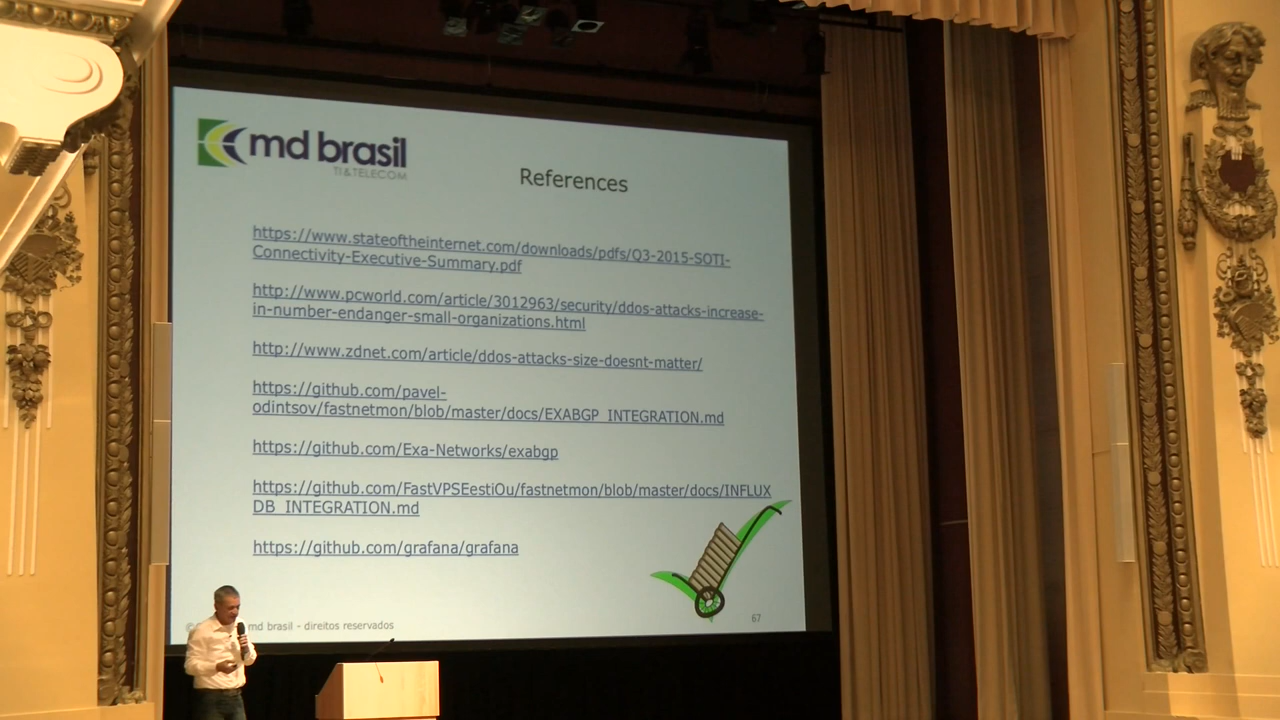 md brasil
TI & TELECOM
References
https://www.stateoftheinternet.com/downloads/pdfs/Q3-2015-SOTI-
Connectivity-Executive-Summary.pdf
http://www.pcworld.com/article/3012963/security/ddos-attacks-increase-
in-number-endanger-small-organizations.html
http://www.zdnet.com/article/ddos-attacks-size-doesnt-matter/
https://github.com/pavel-
odintsov/fastnetmon/blob/master/docs/EXABGP_INTEGRATION.md
https://github.com/Exa-Networks/exabgp
https://github.com/FastVPSEestiOu/fastnetmon/blob/master/docs/INFLUX
DB_INTEGRATION.md
https://github.com/grafana/grafana
md brasil - direitos reservados
67